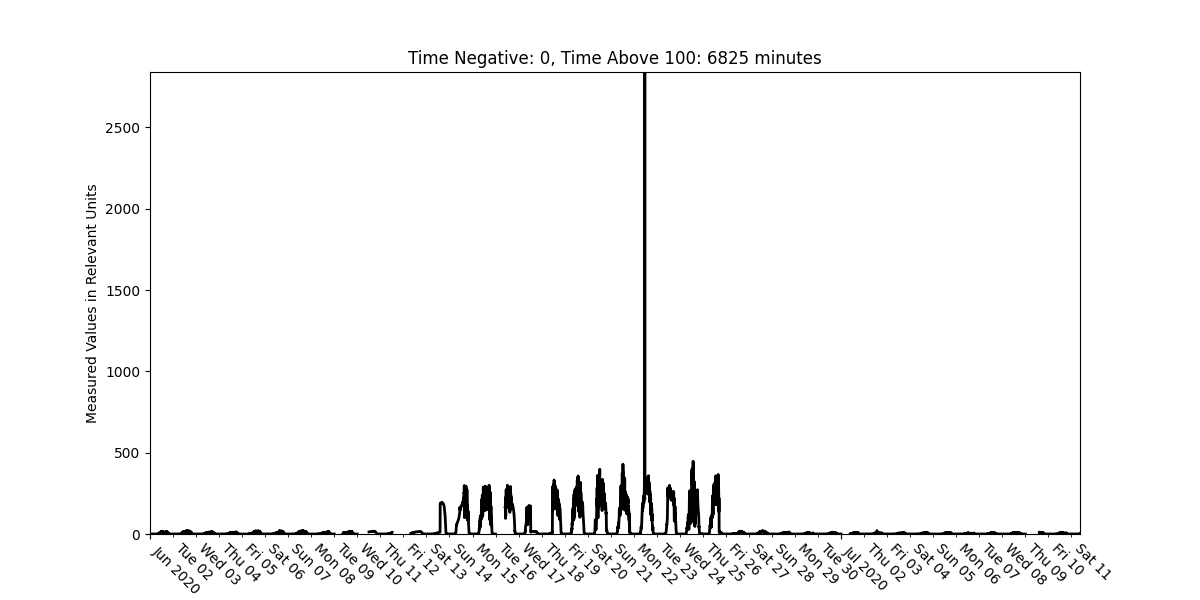 Time Negative: 0, Time Above 100: 6825 minutes
Measured Values in Relevant Units
2500
2000
1500
1000
500
0
Jun 2020
Tue 02
Wed 03
Thu 04
Fri 05
Sat 06
Sun 07
Mon 08
Tue 09
Wed 10
Thu 11
Fri 12
Sat 13
Sun 14
Mon 15
Tue 16
Wed 17
Thu 18
Fri 19
Sat 20
Sun 21
Mon 22
Tue 23
Wed 24
Thu 25
Fri 26
Sat 27
Sun 28
Mon 29
Tue 30
Jul 2020
Thu 02
Fri 03
Sat 04
Sun 05
Mon 06
Tue 07
Wed 08
Thu 09
Fri 10
Sat 11